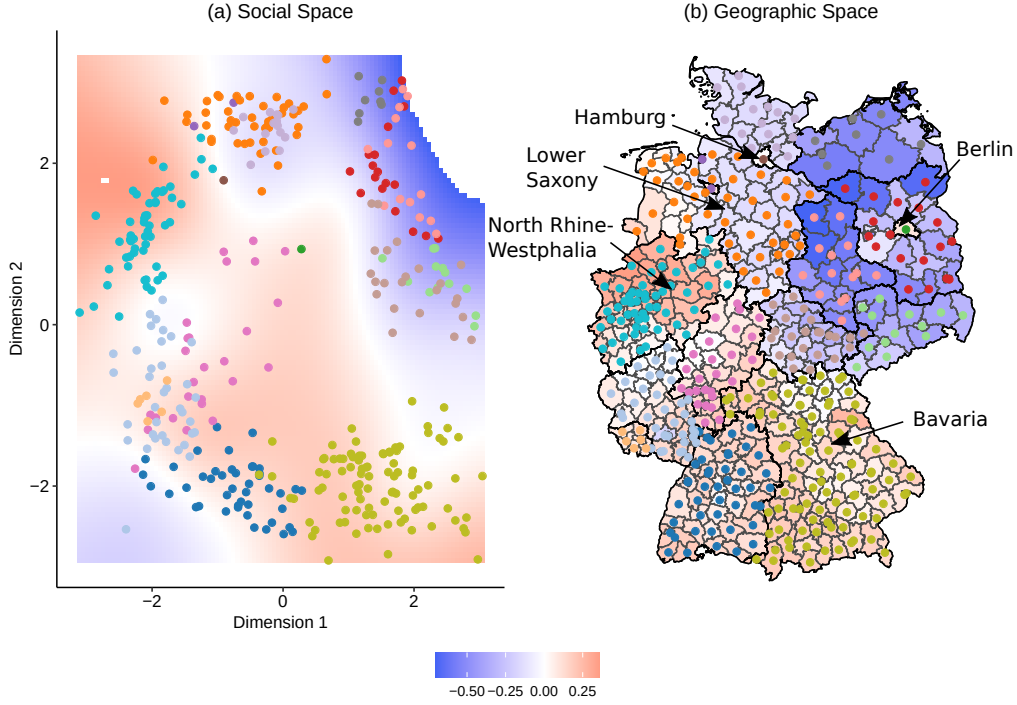 (a) Social Space
(b) Geographic Space
Dimension 2
2
0
−2
−2
0
2
Dimension 1
Hamburg
Lower
Saxony
North Rhine-
Westphalia
Berlin
Bavaria
−0.50
−0.25
0.00
0.25